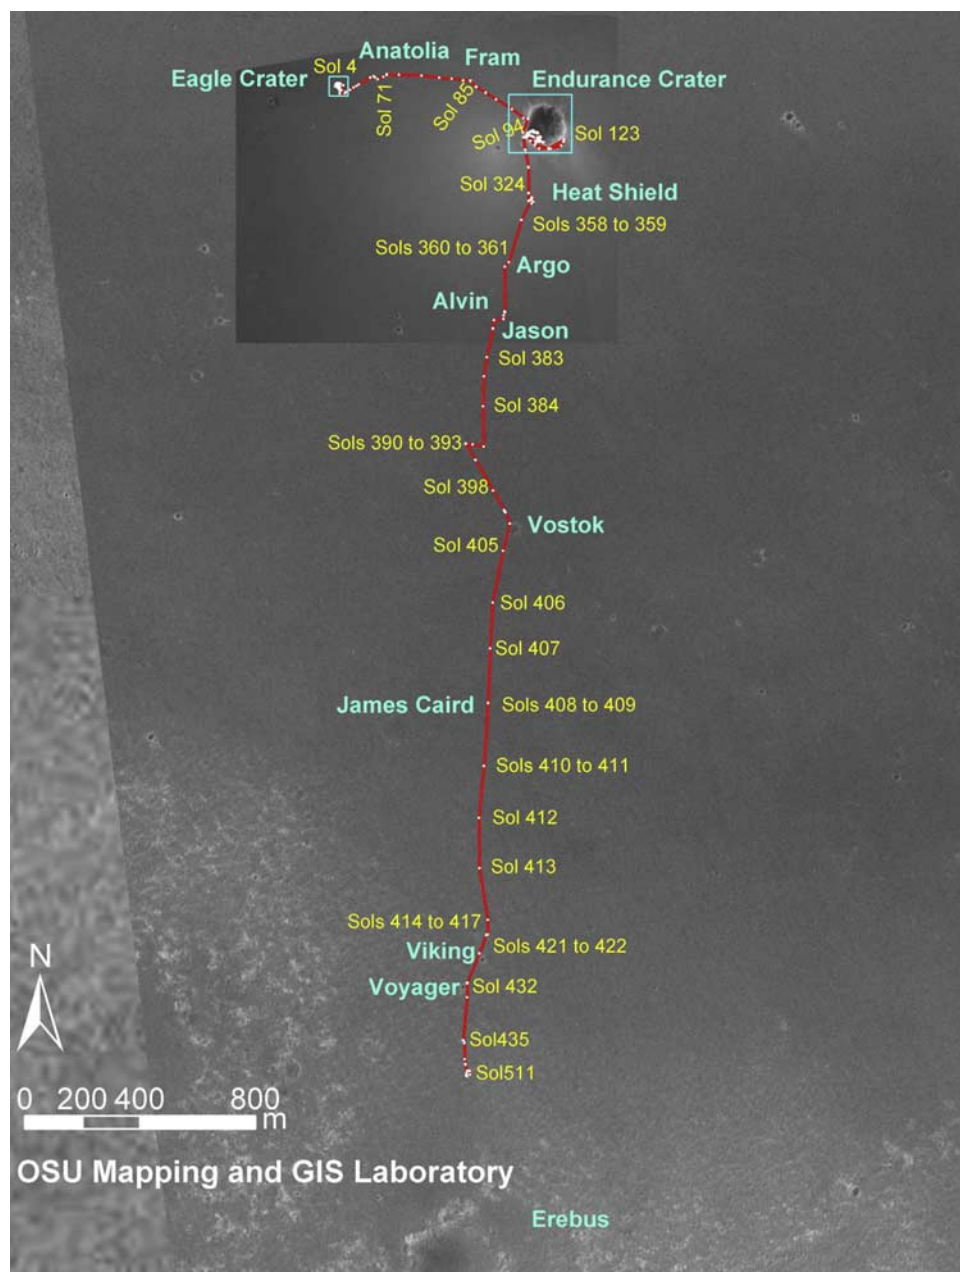 Anatolia
Fram
Sol 4
Eagle Crater
Endurance Crater
Sol 71
Sol 85
Sol 94
Sol 123
Sol 324
Heat Shield
Sols 358 to 359
Sols 360 to 361
Argo
Alvin
Jason
Sol 383
Sol 384
Sols 390 to 393
Sol 398
Vostok
Sol 405
Sol 406
Sol 407
James Caird
Sols 408 to 409
Sols 410 to 411
Sol 412
Sol 413
Sols 414 to 417
Sols 421 to 422
Viking
Voyager
Sol 432
N
Sol435
Sol511
0 200 400 800
m
OSU Mapping and GIS Laboratory
Erebus